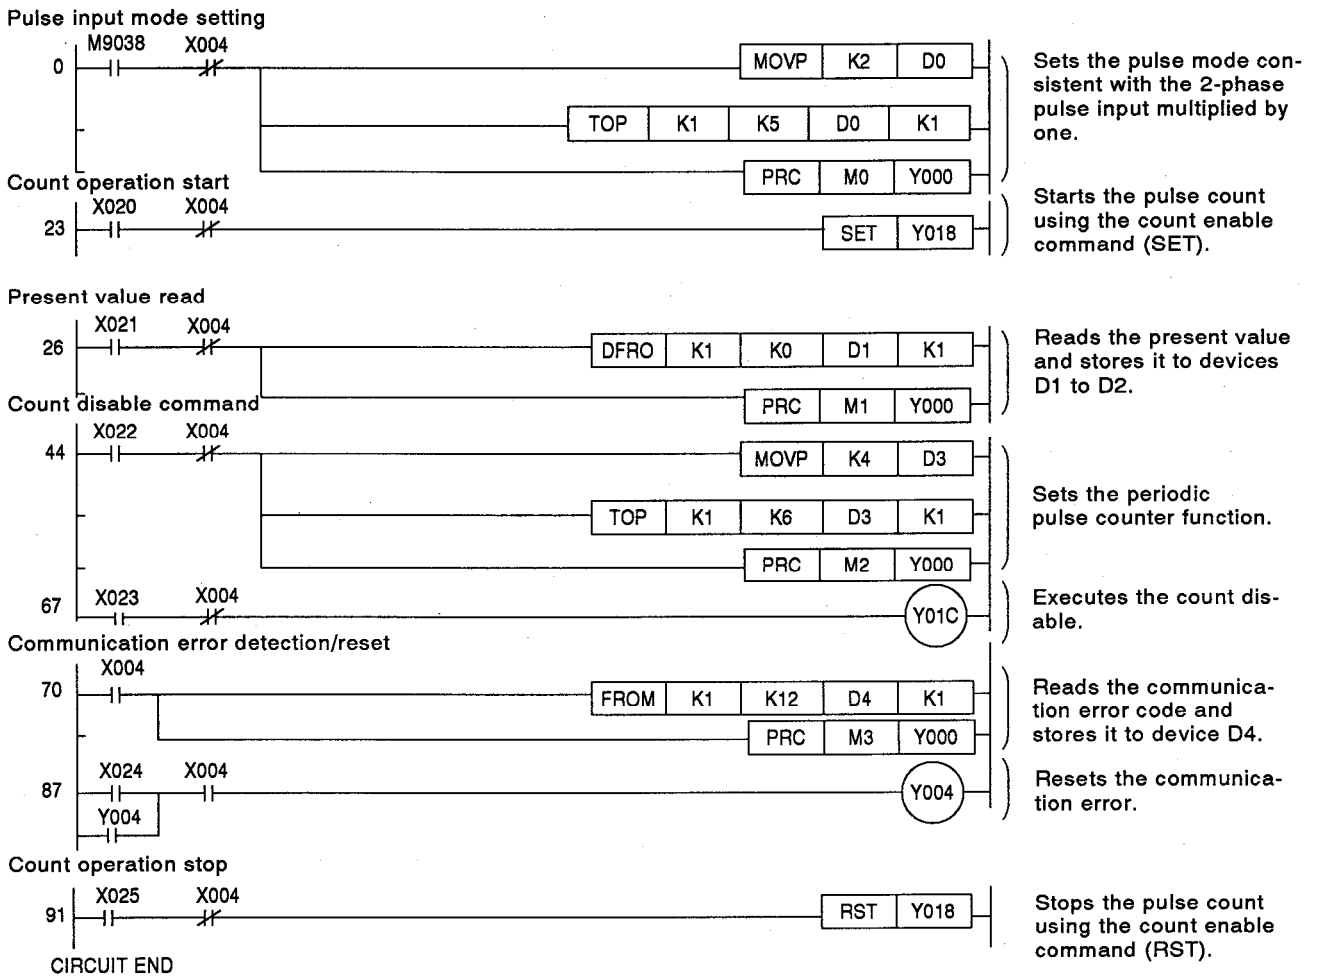 Pulse input mode setting
M9038 X004
0 MOVP K2 D0
Sets the pulse mode con-
sistent with the 2-phase
pulse input multiplied by
one.
TOP K1 K5 D0 K1
PRC M0 Y000
Count operation start
X020 X004
23 SET Y018
Starts the pulse count
using the count enable
command (SET).
Present value read
X021 X004
26 DFRO K1 K0 D1 K1
Reads the present value
and stores it to devices
D1 to D2.
PRC M1 Y000
Count disable command
X022 X004
44 MOVP K4 D3
TOP K1 K6 D3 K1
Sets the periodic
pulse counter function.
PRC M2 Y000
X023 X004
67 Y01C
Executes the count dis-
able.
Communication error detection/reset
X004
70 FROM K1 K12 D4 K1
Reads the communica-
tion error code and
stores it to device D4.
PRC M3 Y000
X024 X004
87 Y004
Resets the communica-
tion error.
Y004
Count operation stop
X025 X004
91 RST Y018
Stops the pulse count
using the count enable
command (RST).
CIRCUIT END